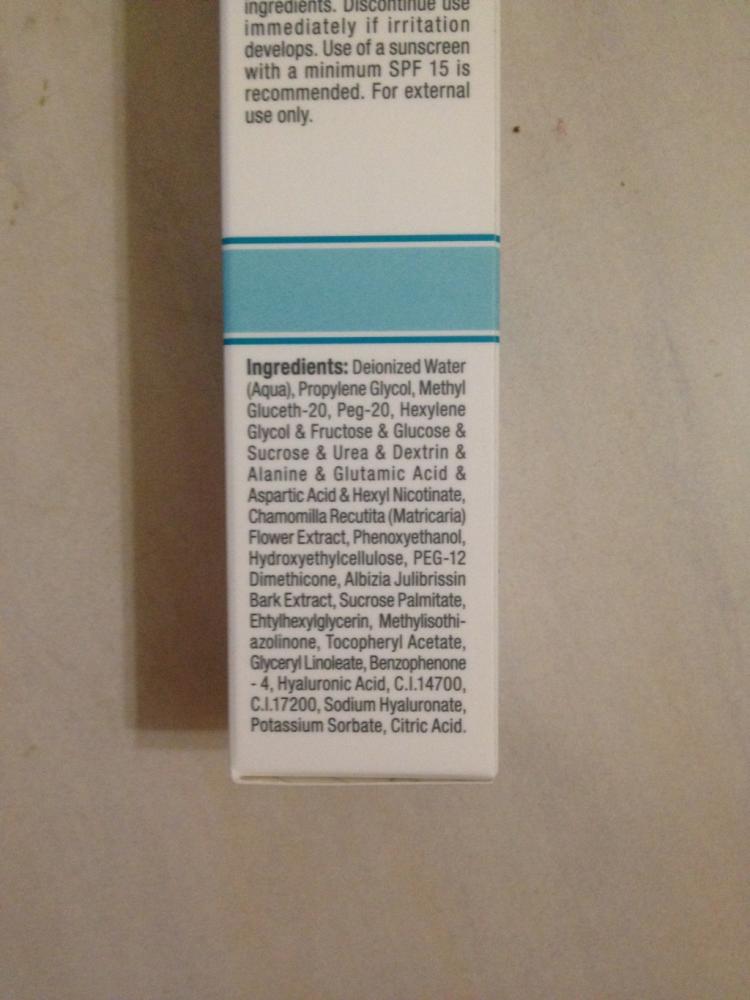 ingredients. Discontinue use
immediately if irritation
develops. Use of a sunscreen
with a minimum SPF 15 is
recommended. For external
use only.
Ingredients: Deionized Water
(Aqua), Propylene Glycol, Methyl
Gluceth-20, Peg-20, Hexylene
Glycol & Fructose & Glucose &
Sucrose & Urea & Dextrin &
Alanine & Glutamic Acid &
Aspartic Acid & Hexyl Nicotinate,
Chamomilla Recutita (Matricaria)
Flower Extract, Phenoxyethanol,
Hydroxyethylcellulose, PEG-12
Dimethicone, Albizia Julibrissin
Bark Extract, Sucrose Palmitate,
Ehtylhexylglycerin, Methylisothi-
azolinone, Tocopheryl Acetate,
Glyceryl Linoleate, Benzophenone
- 4, Hyaluronic Acid, C.I.14700,
C.I.17200, Sodium Hyaluronate,
Potassium Sorbate, Citric Acid.